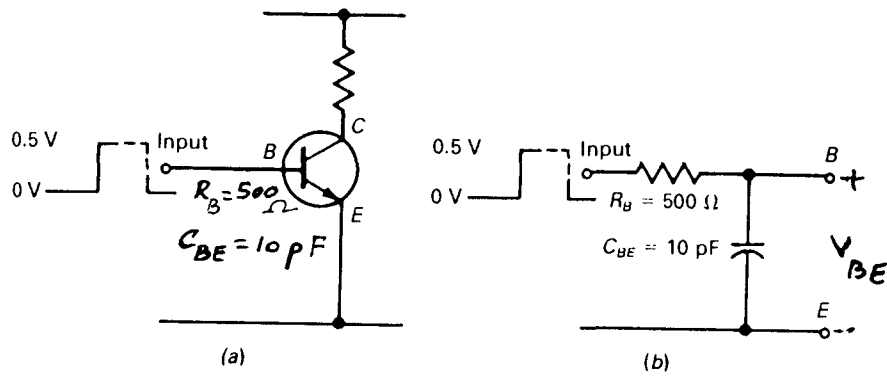 C
0.5 V
Input
B
0 V
R_B = 500 Ω
E
C_BE = 10 pF
(a)
0.5 V
Input
B
+
0 V
R_B = 500 Ω
C_BE = 10 pF
V_BE
E
-
(b)